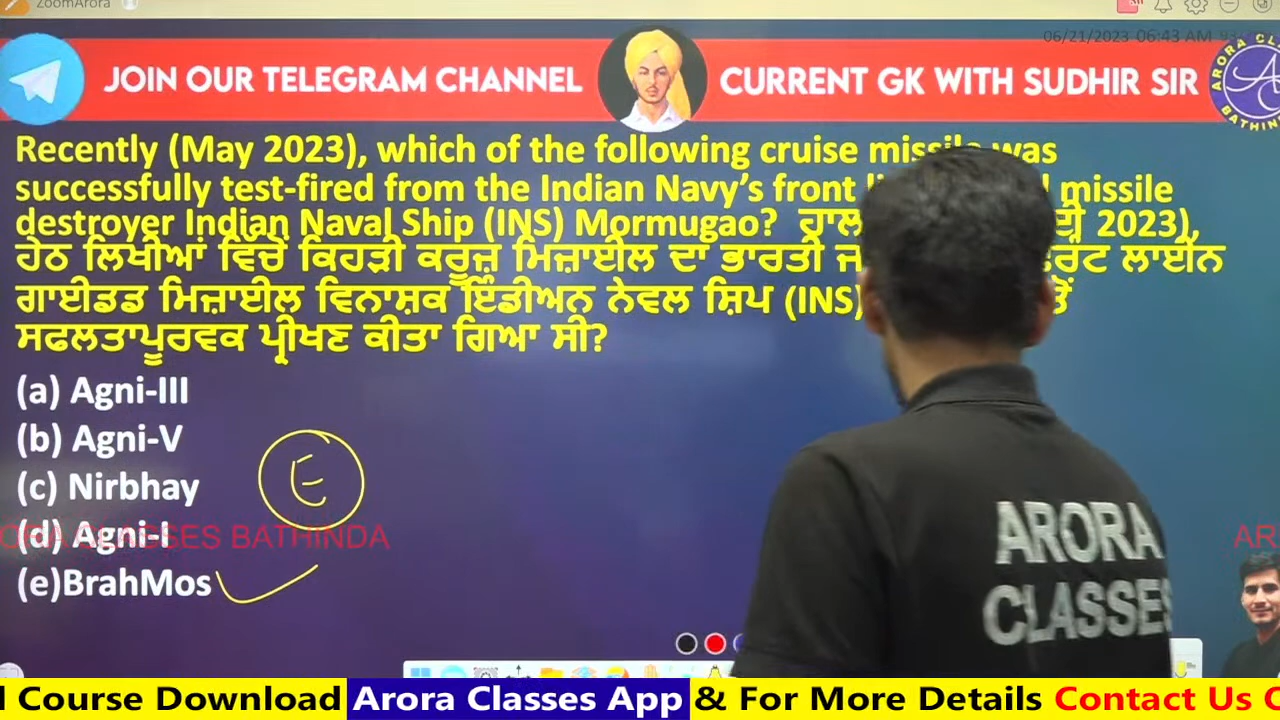 ZoomArora
06/21/2023 06:43 AM
JOIN OUR TELEGRAM CHANNEL
CURRENT GK WITH SUDHIR SIR
ARORA CL
BATHIN
Recently (May 2023), which of the following cruise missile was
successfully test-fired from the Indian Navy's front missile
destroyer Indian Naval Ship (INS) Mormugao? ਹਾਲ 2023),
ਹੇਠ ਲਿਖੀਆਂ ਵਿੱਚੋਂ ਕਿਹੜੀ ਕਰੂਜ਼ ਮਿਜ਼ਾਈਲ ਦਾ ਭਾਰਤੀ ਲਾਈਨ
ਗਾਈਡਡ ਮਿਜ਼ਾਈਲ ਵਿਨਾਸ਼ਕ ਇੰਡੀਅਨ ਨੇਵਲ ਸ਼ਿਪ (INS) ਤੋਂ
ਸਫਲਤਾਪੂਰਵਕ ਪ੍ਰੀਖਣ ਕੀਤਾ ਗਿਆ ਸੀ?
(a) Agni-III
(b) Agni-V
(c) Nirbhay
E
(d) Agni-I
ARORA CLASSES BATHINDA
AR
(e)BrahMos
ARORA
CLASSES
Course Download Arora Classes App & For More Details Contact Us